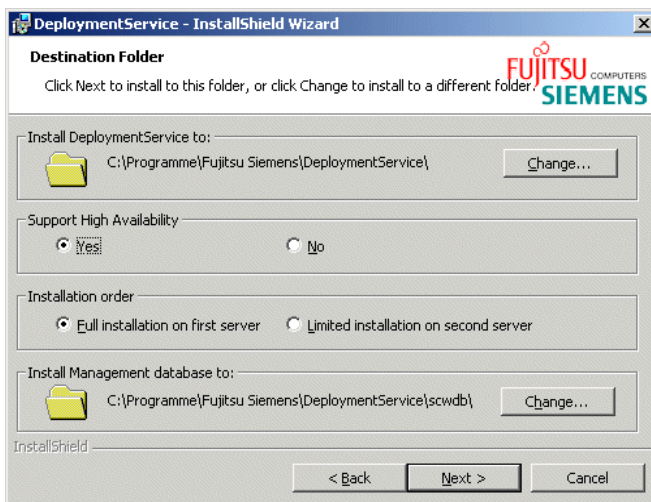 DeploymentService - InstallShield Wizard
Destination Folder
Click Next to install to this folder, or click Change to install to a different folder.
FUJITSU COMPUTERS
SIEMENS
Install DeploymentService to:
C:\Programme\Fujitsu Siemens\DeploymentService\
Change...
Support High Availability
Yes
No
Installation order
Full installation on first server
Limited installation on second server
Install Management database to:
C:\Programme\Fujitsu Siemens\DeploymentService\scwdb\
Change...
InstallShield
< Back
Next >
Cancel